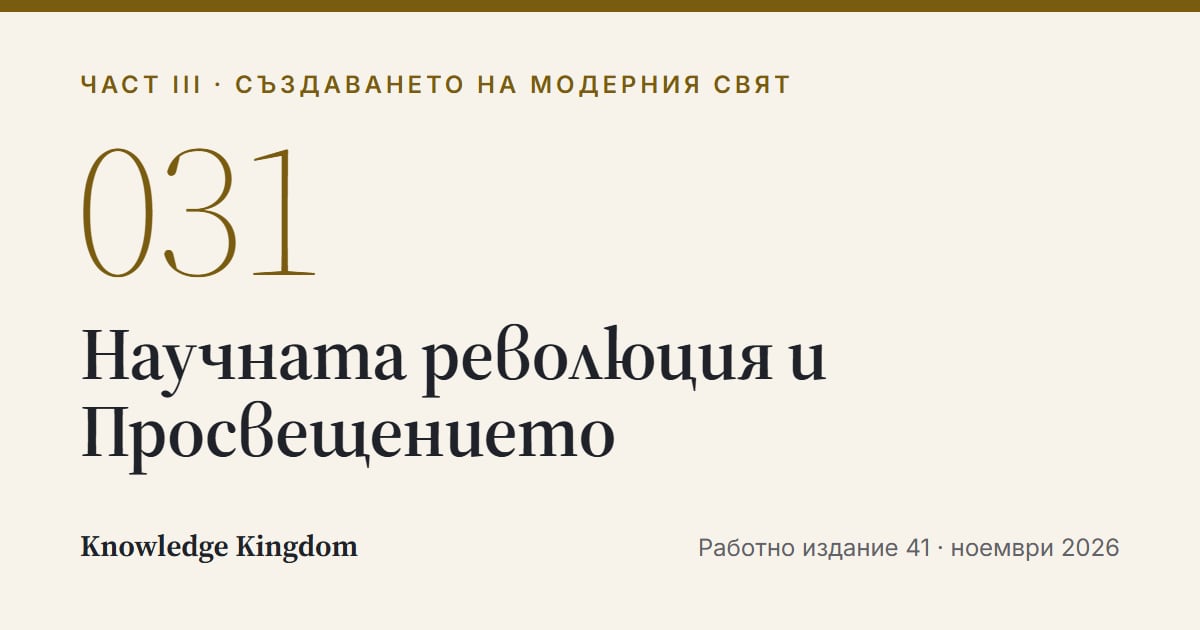 ЧАСТ III · СЪЗДАВАНЕТО НА МОДЕРНИЯ СВЯТ
031
Научната революция и
Просвещението
Knowledge Kingdom
Работно издание 41 · ноември 2026